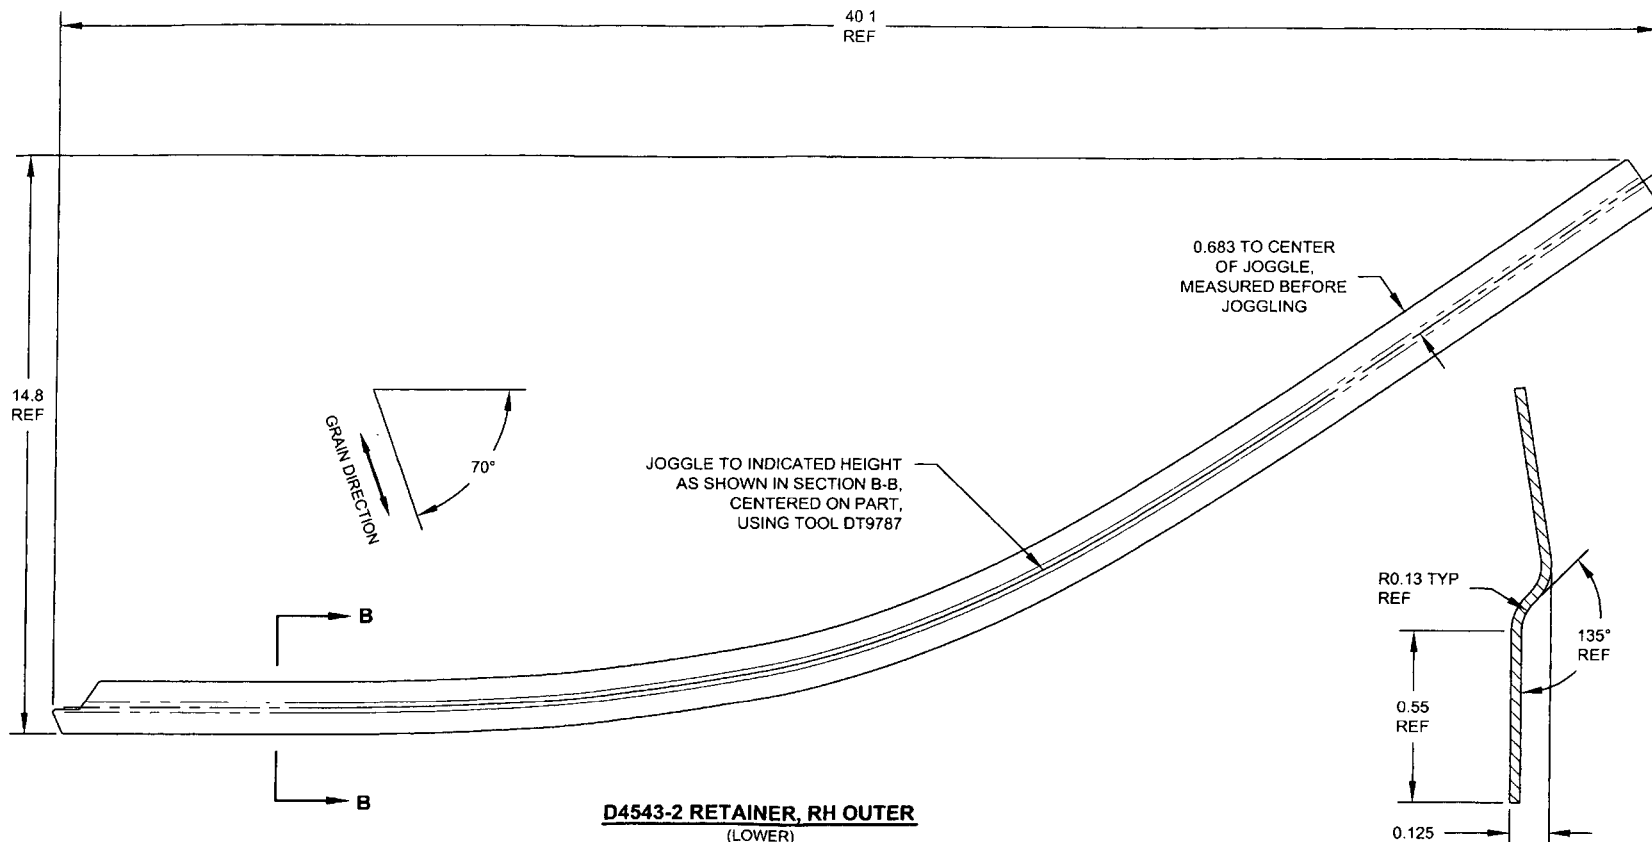 40 1
REF
0.683 TO CENTER
OF JOGGLE,
MEASURED BEFORE
JOGGLING
14.8
REF
GRAIN DIRECTION
70°
JOGGLE TO INDICATED HEIGHT
AS SHOWN IN SECTION B-B,
CENTERED ON PART,
USING TOOL DT9787
R0.13 TYP
REF
135°
REF
0.55
REF
B
B
D4543-2 RETAINER, RH OUTER
(LOWER)
0.125